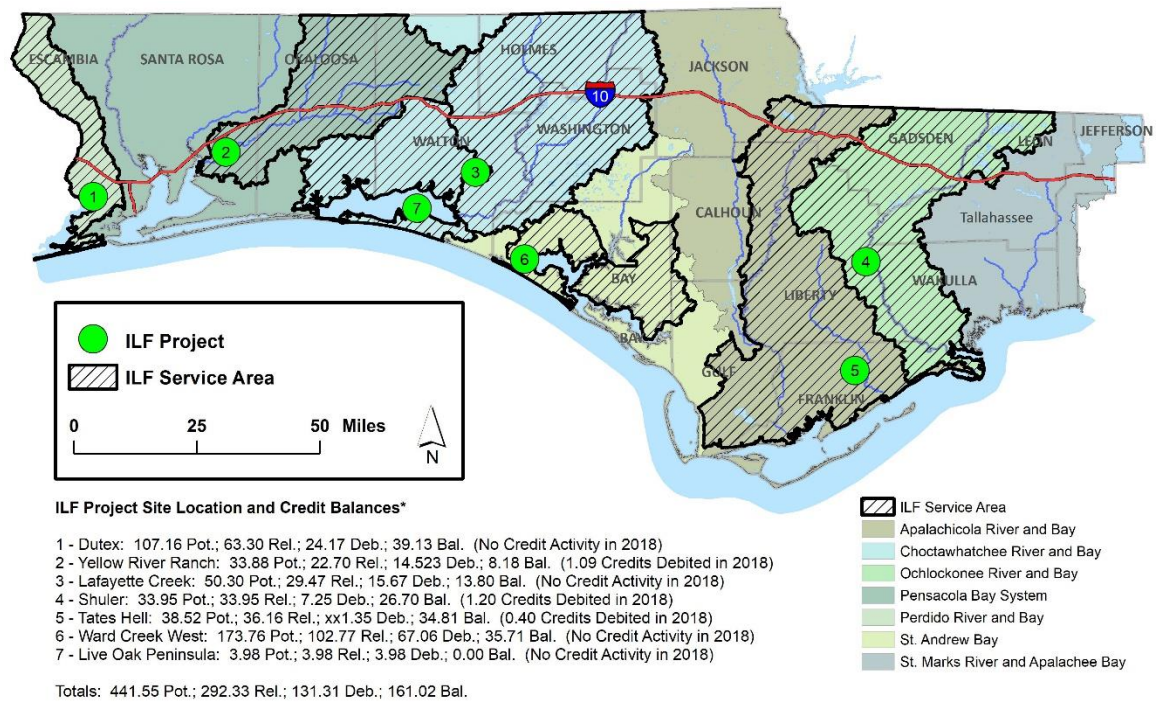 ESCAMBIA
SANTA ROSA
OKALOOSA
HOLMES
JACKSON
10
WALTON
WASHINGTON
GADSDEN
LEON
JEFFERSON
2
1
3
7
CALHOUN
Tallahassee
6
BAY
4
WAKULLA
LIBERTY
BAY
GULF
5
FRANKLIN
ILF Project
ILF Service Area
0 25 50 Miles
N
ILF Project Site Location and Credit Balances*
1 - Dutex: 107.16 Pot.; 63.30 Rel.; 24.17 Deb.; 39.13 Bal. (No Credit Activity in 2018)
2 - Yellow River Ranch: 33.88 Pot.; 22.70 Rel.; 14.523 Deb.; 8.18 Bal. (1.09 Credits Debited in 2018)
3 - Lafayette Creek: 50.30 Pot.; 29.47 Rel.; 15.67 Deb.; 13.80 Bal. (No Credit Activity in 2018)
4 - Shuler: 33.95 Pot.; 33.95 Rel.; 7.25 Deb.; 26.70 Bal. (1.20 Credits Debited in 2018)
5 - Tates Hell: 38.52 Pot.; 36.16 Rel.; xx1.35 Deb.; 34.81 Bal. (0.40 Credits Debited in 2018)
6 - Ward Creek West: 173.76 Pot.; 102.77 Rel.; 67.06 Deb.; 35.71 Bal. (No Credit Activity in 2018)
7 - Live Oak Peninsula: 3.98 Pot.; 3.98 Rel.; 3.98 Deb.; 0.00 Bal. (No Credit Activity in 2018)
Totals: 441.55 Pot.; 292.33 Rel.; 131.31 Deb.; 161.02 Bal.
ILF Service Area
Apalachicola River and Bay
Choctawhatchee River and Bay
Ochlockonee River and Bay
Pensacola Bay System
Perdido River and Bay
St. Andrew Bay
St. Marks River and Apalachee Bay